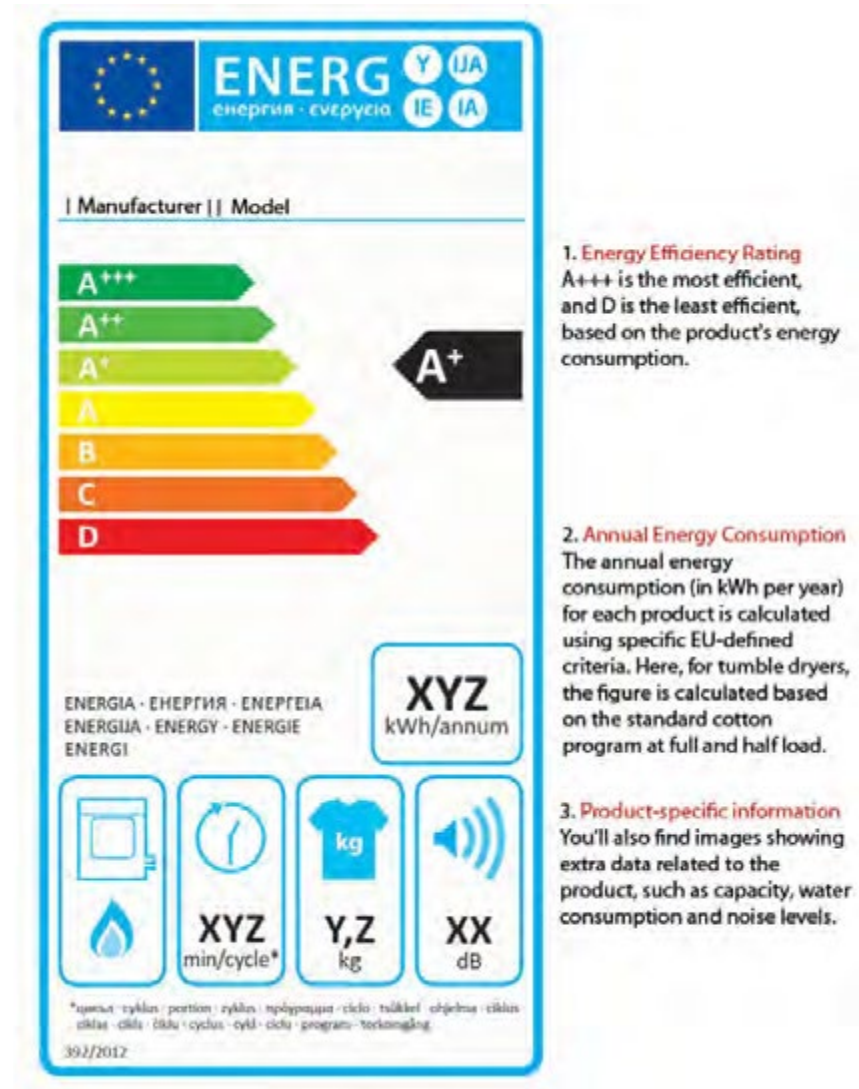 ENERG Y IJA
енергия · ενεργεια IE IA
| Manufacturer || Model
A+++
A++
A+
A
B
C
D
A+
XYZ
kWh/annum
ENERGIA · ЕНЕРГИЯ · ΕΝΕΡΓΕΙΑ
ENERGIJA · ENERGY · ENERGIE
ENERGI
XYZ
min/cycle*
kg
Y,Z
kg
XX
dB
392/2012
1. Energy Efficiency Rating
A+++ is the most efficient,
and D is the least efficient,
based on the product's energy
consumption.
2. Annual Energy Consumption
The annual energy
consumption (in kWh per year)
for each product is calculated
using specific EU-defined
criteria. Here, for tumble dryers,
the figure is calculated based
on the standard cotton
program at full and half load.
3. Product-specific information
You'll also find images showing
extra data related to the
product, such as capacity, water
consumption and noise levels.